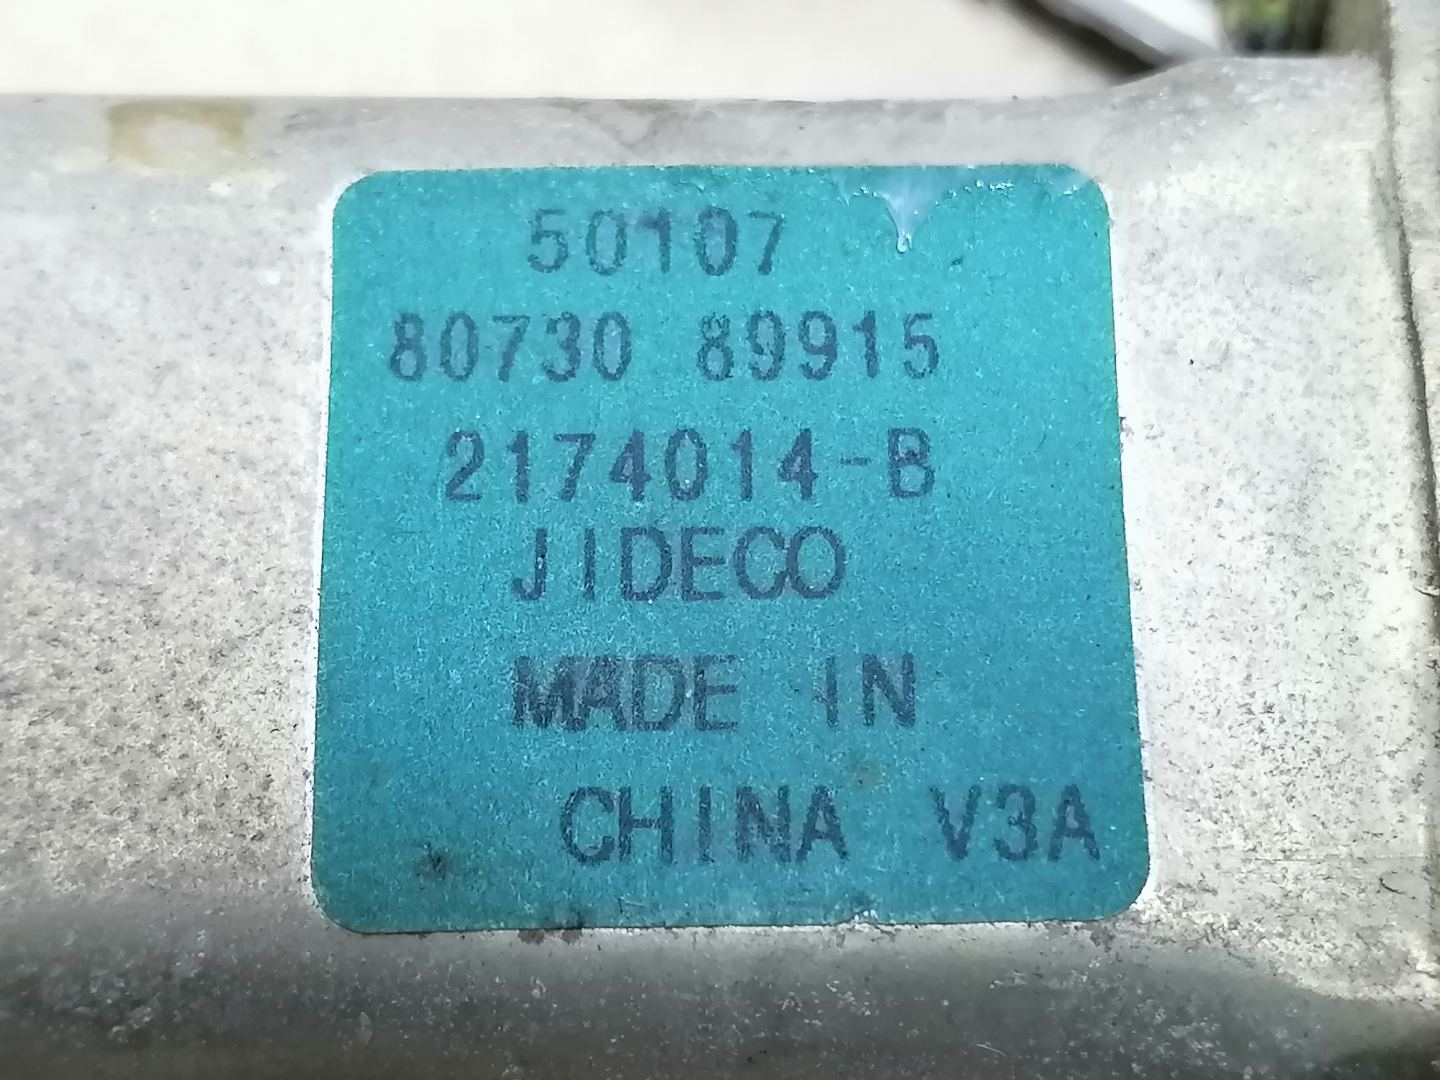 50107
80730 89915
2174014-B
JIDECO
MADE IN
CHINA V3A